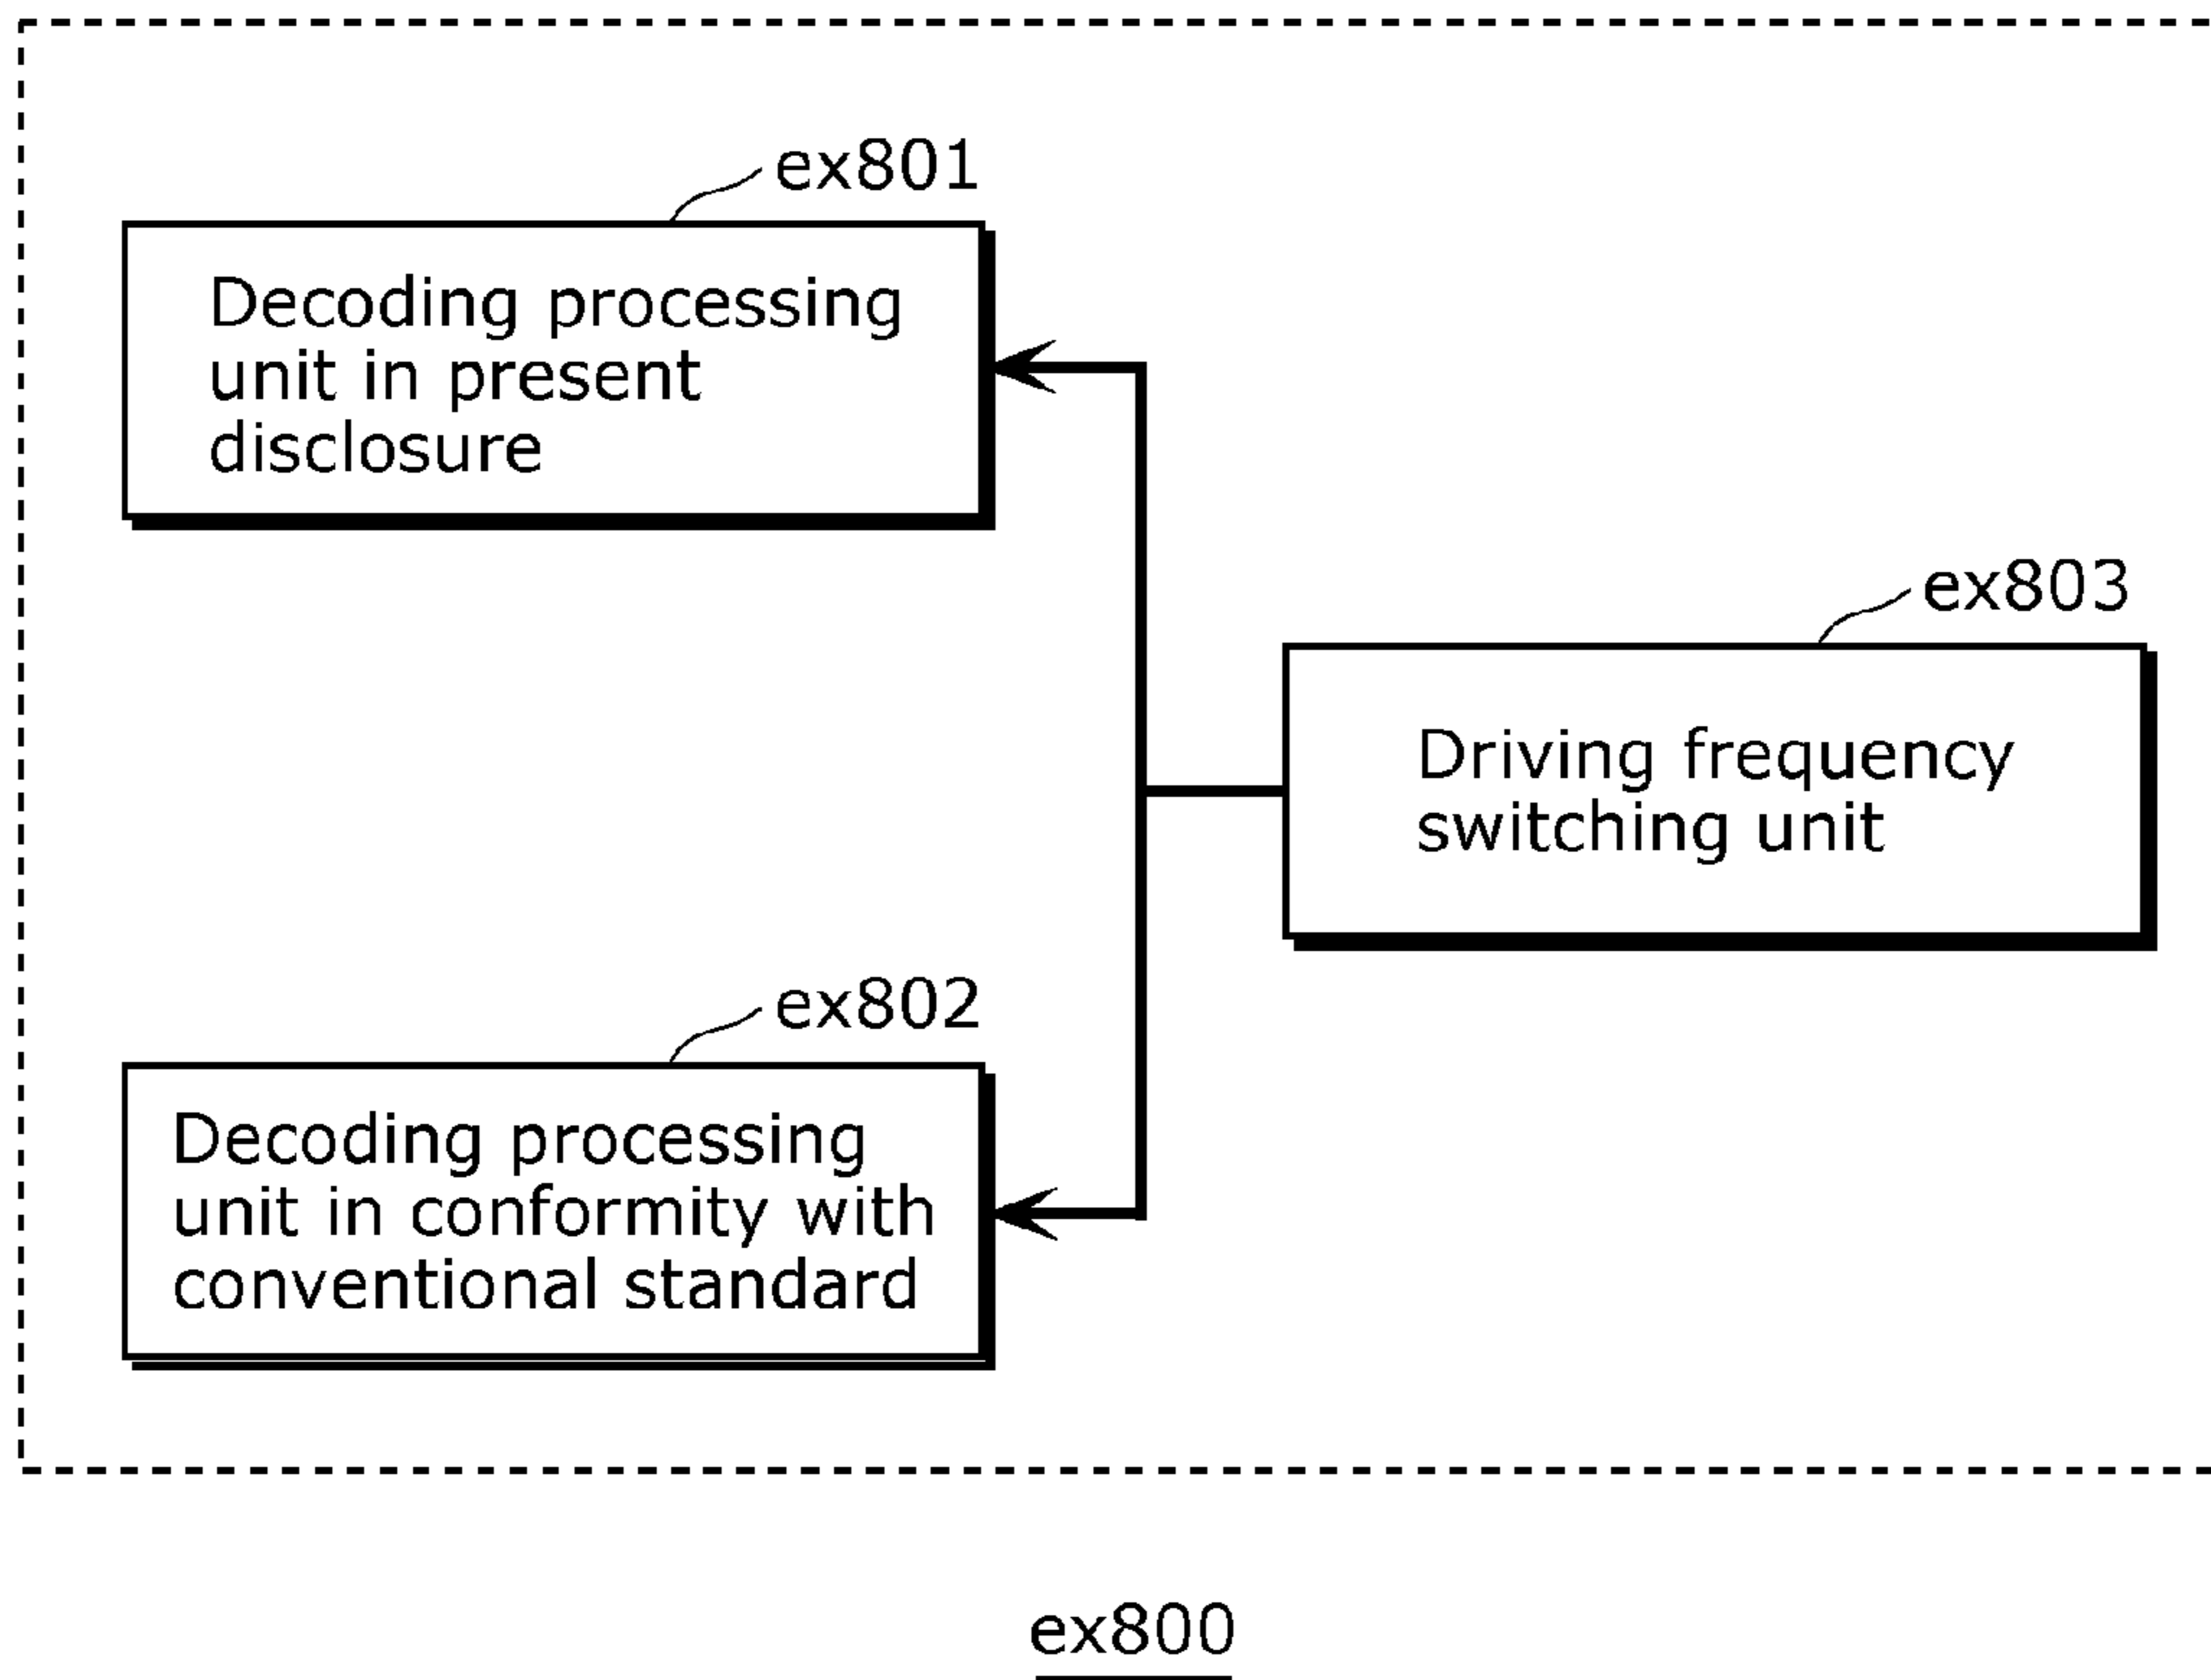 ex801
Decoding processing
unit in present
disclosure
ex803
Driving frequency
switching unit
ex802
Decoding processing
unit in conformity with
conventional standard
ex800